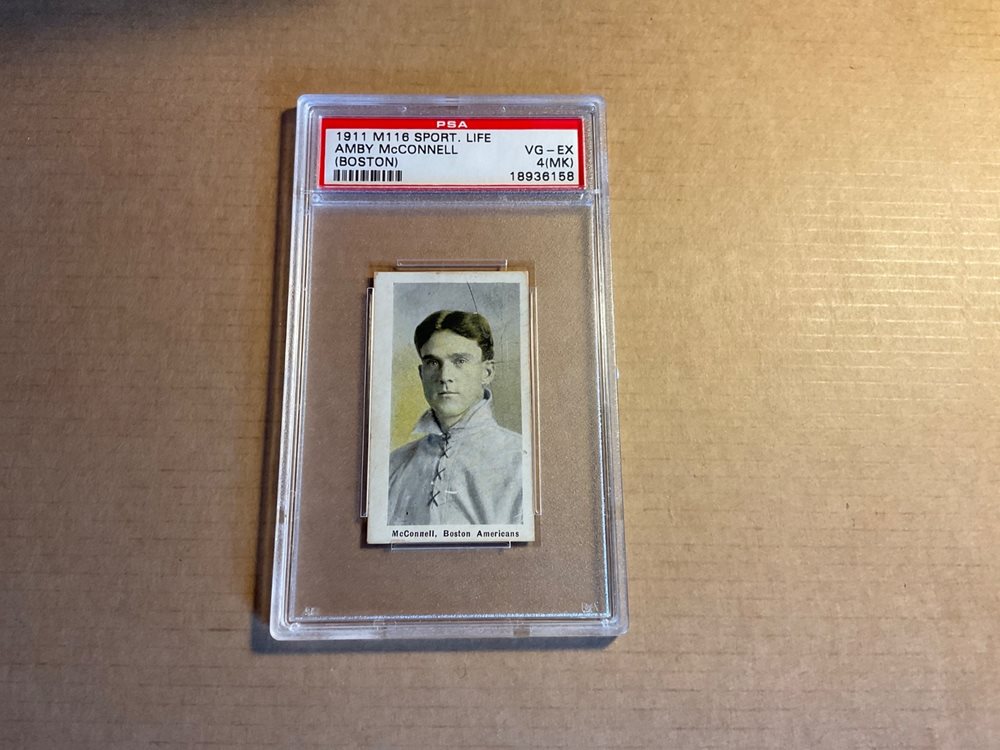 PSA
1911 M116 SPORT. LIFE
AMBY McCONNELL VG-EX
(BOSTON) 4(MK)
18936158
McConnell, Boston Americans